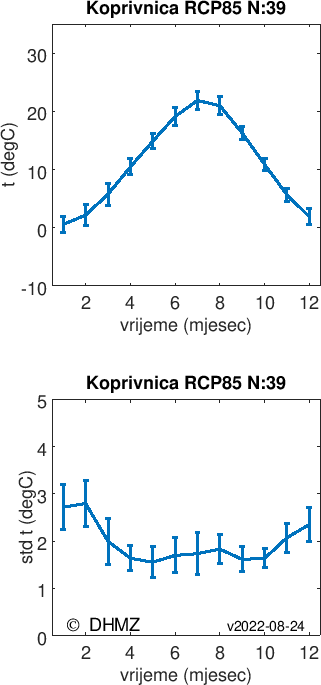 Koprivnica RCP85 N:39
30
20
10
0
-10
t (degC)
2 4 6 8 10 12
vrijeme (mjesec)
Koprivnica RCP85 N:39
5
4
3
2
1
0
std t (degC)
© DHMZ v2022-08-24
2 4 6 8 10 12
vrijeme (mjesec)